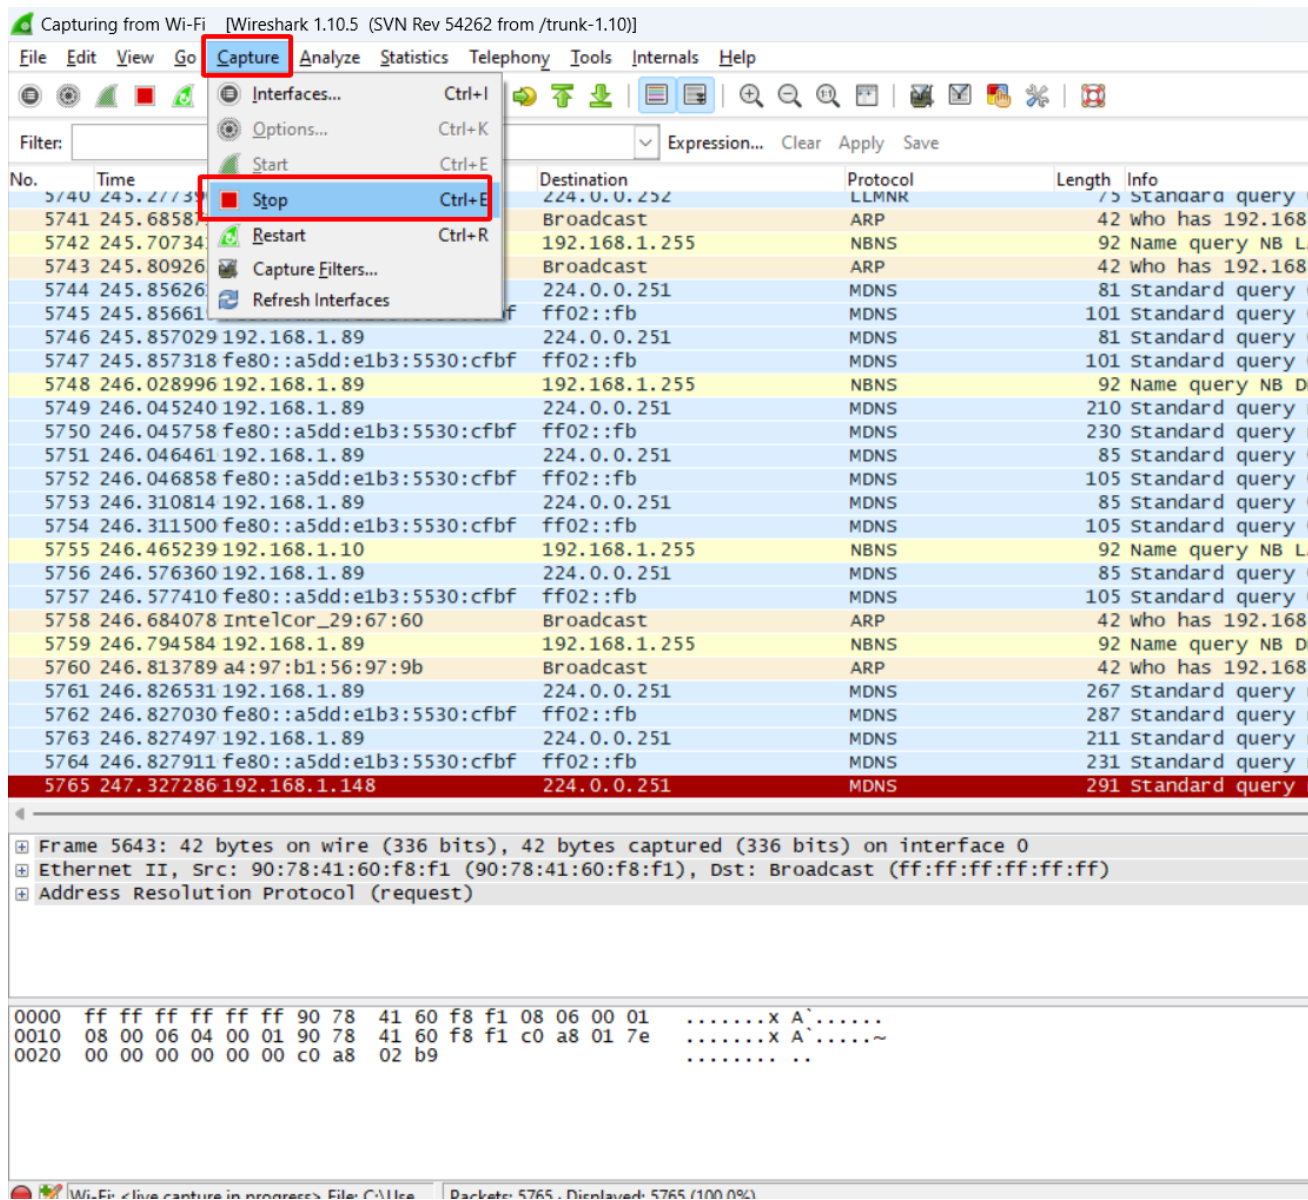 Capturing from Wi-Fi [Wireshark 1.10.5 (SVN Rev 54262 from /trunk-1.10)]
File Edit View Go Capture Analyze Statistics Telephony Tools Internals Help
Interfaces... Ctrl+I
Options... Ctrl+K
Filter: Expression... Clear Apply Save
Start Ctrl+E
No. Time Destination Protocol Length Info
Stop Ctrl+E
5740 245.27739 224.0.0.252 LLMNR 75 Standard query
5741 245.6858 Broadcast ARP 42 who has 192.168
Restart Ctrl+R
5742 245.70734 192.168.1.255 NBNS 92 Name query NB L
5743 245.80926 Broadcast ARP 42 who has 192.168
Capture Filters...
5744 245.85626 224.0.0.251 MDNS 81 Standard query
Refresh Interfaces
5745 245.8566 ff02::fb MDNS 101 Standard query
5746 245.857029 192.168.1.89 224.0.0.251 MDNS 81 Standard query
5747 245.857318 fe80::a5dd:e1b3:5530:cfbf ff02::fb MDNS 101 Standard query
5748 246.028996 192.168.1.89 192.168.1.255 NBNS 92 Name query NB D
5749 246.045240 192.168.1.89 224.0.0.251 MDNS 210 Standard query
5750 246.045758 fe80::a5dd:e1b3:5530:cfbf ff02::fb MDNS 230 Standard query
5751 246.046461 192.168.1.89 224.0.0.251 MDNS 85 Standard query
5752 246.046858 fe80::a5dd:e1b3:5530:cfbf ff02::fb MDNS 105 Standard query
5753 246.310814 192.168.1.89 224.0.0.251 MDNS 85 Standard query
5754 246.311500 fe80::a5dd:e1b3:5530:cfbf ff02::fb MDNS 105 Standard query
5755 246.465239 192.168.1.10 192.168.1.255 NBNS 92 Name query NB L
5756 246.576360 192.168.1.89 224.0.0.251 MDNS 85 Standard query
5757 246.577410 fe80::a5dd:e1b3:5530:cfbf ff02::fb MDNS 105 Standard query
5758 246.684078 IntelCor_29:67:60 Broadcast ARP 42 who has 192.168
5759 246.794584 192.168.1.89 192.168.1.255 NBNS 92 Name query NB D
5760 246.813789 a4:97:b1:56:97:9b Broadcast ARP 42 who has 192.168
5761 246.826531 192.168.1.89 224.0.0.251 MDNS 267 Standard query
5762 246.827030 fe80::a5dd:e1b3:5530:cfbf ff02::fb MDNS 287 Standard query
5763 246.827497 192.168.1.89 224.0.0.251 MDNS 211 Standard query
5764 246.827911 fe80::a5dd:e1b3:5530:cfbf ff02::fb MDNS 231 Standard query
5765 247.327286 192.168.1.148 224.0.0.251 MDNS 291 Standard query
Frame 5643: 42 bytes on wire (336 bits), 42 bytes captured (336 bits) on interface 0
Ethernet II, Src: 90:78:41:60:f8:f1 (90:78:41:60:f8:f1), Dst: Broadcast (ff:ff:ff:ff:ff:ff)
Address Resolution Protocol (request)
0000 ff ff ff ff ff ff 90 78 41 60 f8 f1 08 06 00 01 .......x A`......
0010 08 00 06 04 00 01 90 78 41 60 f8 f1 c0 a8 01 7e .......x A`.....~
0020 00 00 00 00 00 00 c0 a8 02 b9 ........ ..
Wi-Fi: <live capture in progress> File: C:\Use... Packets: 5765 · Displayed: 5765 (100.0%)